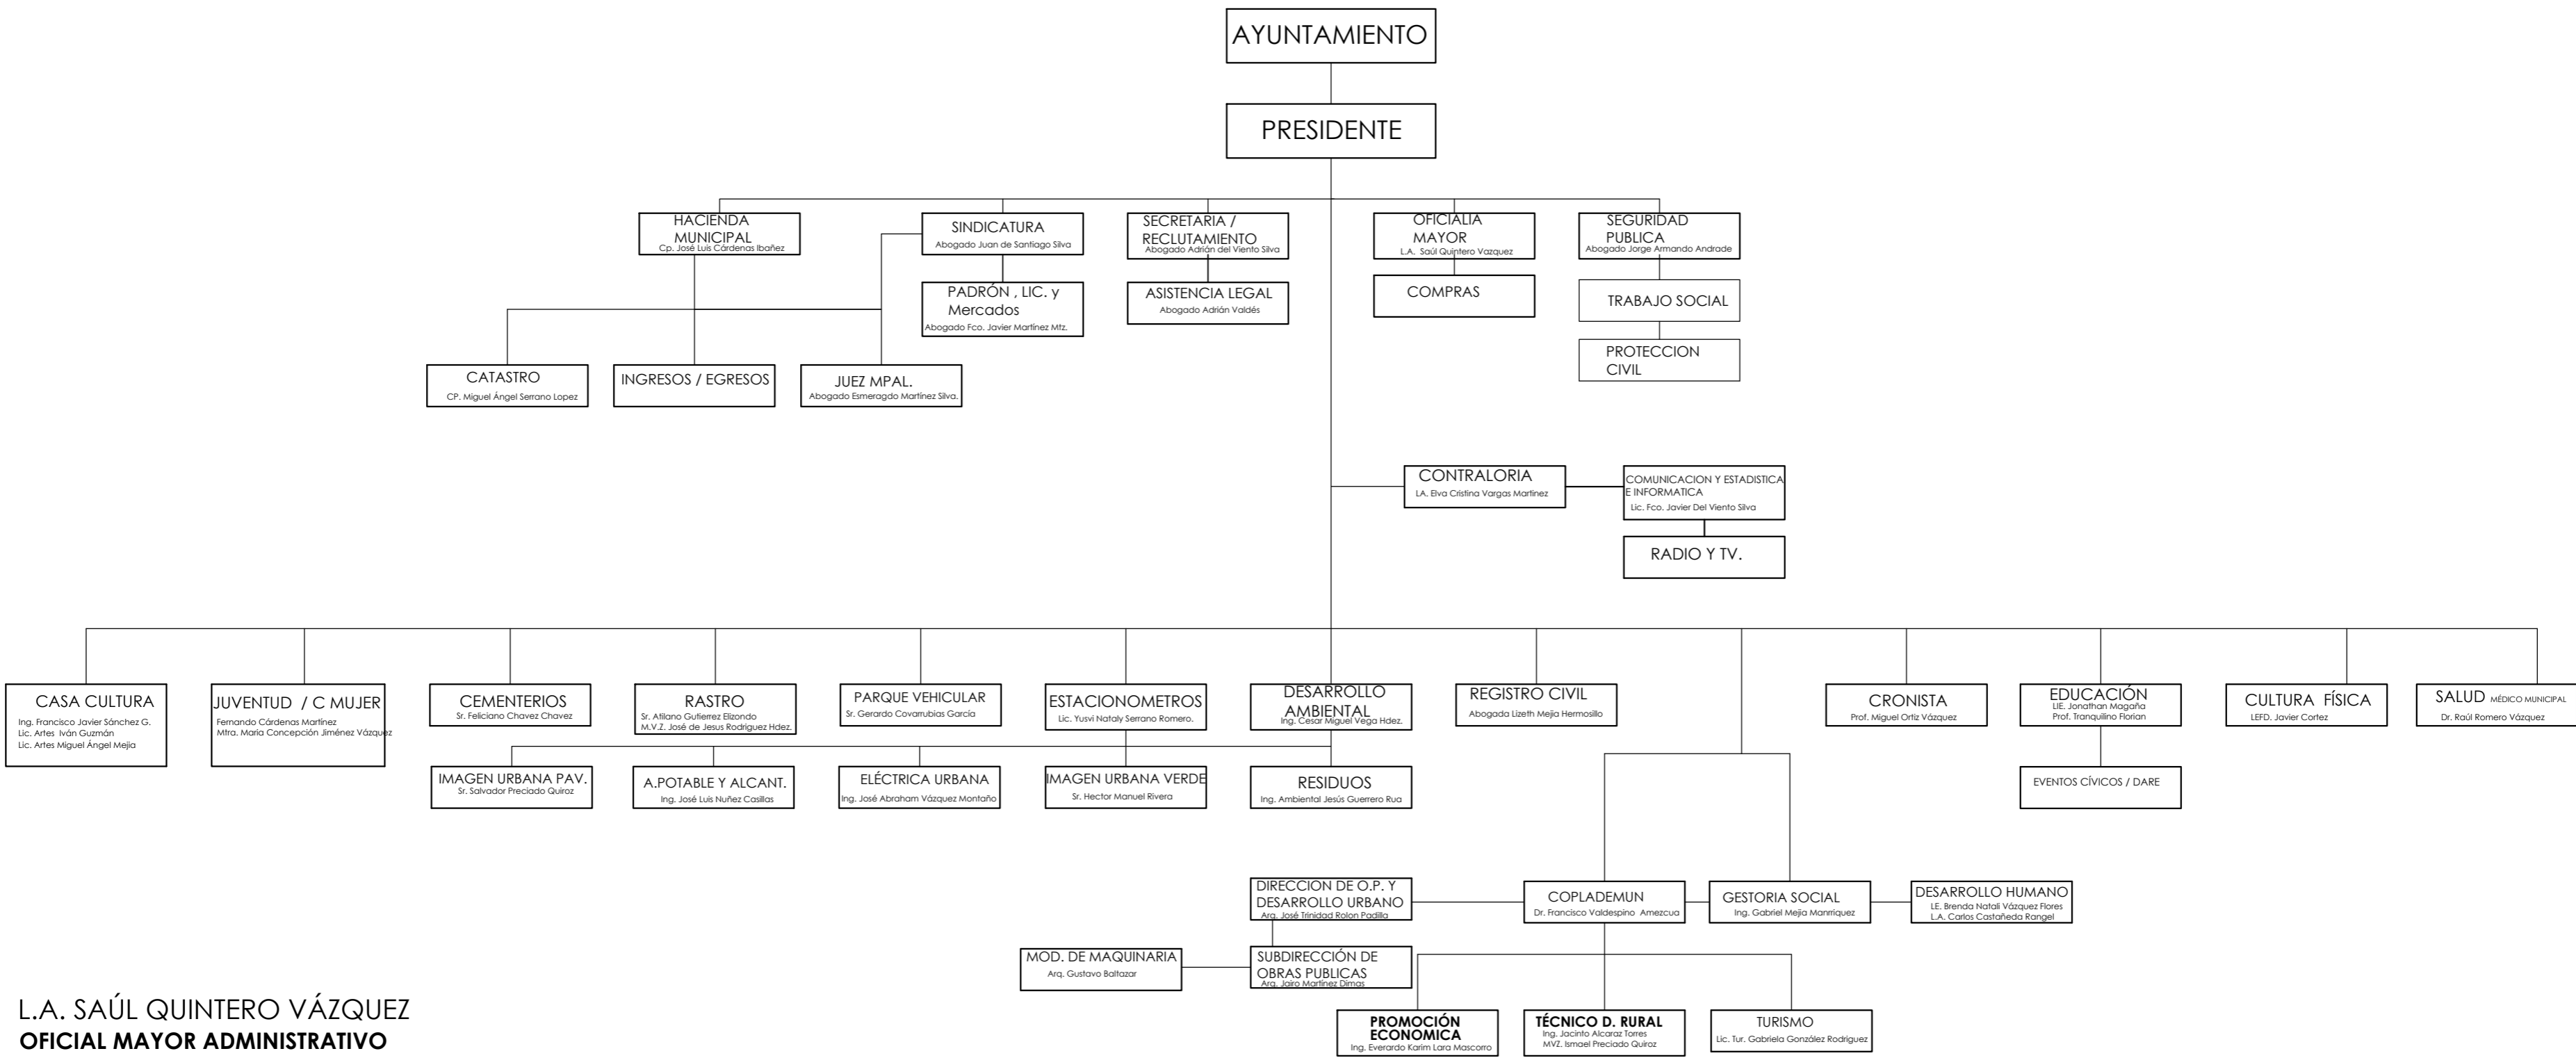 AYUNTAMIENTO
PRESIDENTE
HACIENDA
MUNICIPAL
Cp. José Luis Cárdenas Ibañez
SINDICATURA
Abogado Juan de Santiago Silva
SECRETARIA /
RECLUTAMIENTO
Abogado Adrián del Viento Silva
OFICIALIA
MAYOR
L.A. Saúl Quintero Vazquez
SEGURIDAD
PUBLICA
Abogado Jorge Armando Andrade
PADRÓN , LIC. y
Mercados
Abogado Fco. Javier Martínez Mtz.
ASISTENCIA LEGAL
Abogado Adrián Valdés
COMPRAS
TRABAJO SOCIAL
PROTECCION
CIVIL
CATASTRO
CP. Miguel Ángel Serrano Lopez
INGRESOS / EGRESOS
JUEZ MPAL.
Abogado Esmeragdo Martínez Silva.
CONTRALORIA
LA. Elva Cristina Vargas Martinez
COMUNICACION Y ESTADISTICA
E INFORMATICA
Lic. Fco. Javier Del Viento Silva
RADIO Y TV.
CASA CULTURA
Ing. Francisco Javier Sánchez G.
Lic. Artes Iván Guzmán
Lic. Artes Miguel Ángel Mejia
JUVENTUD / C MUJER
Fernando Cárdenas Martínez
Mtra. Maria Concepción Jiménez Vázquez
CEMENTERIOS
Sr. Feliciano Chavez Chavez
RASTRO
Sr. Atilano Gutierrez Elizondo
M.V.Z. José de Jesus Rodriguez Hdez.
PARQUE VEHICULAR
Sr. Gerardo Covarrubias Garcia
ESTACIONOMETROS
Lic. Yusvi Nataly Serrano Romero.
DESARROLLO
AMBIENTAL
Ing. Cesar Miguel Vega Hdez.
REGISTRO CIVIL
Abogada Lizeth Mejia Hermosillo
CRONISTA
Prof. Miguel Ortiz Vázquez
EDUCACIÓN
LIE. Jonathan Magaña
Prof. Tranquilino Florian
CULTURA FÍSICA
LEFD. Javier Cortez
SALUD MÉDICO MUNICIPAL
Dr. Raúl Romero Vázquez
IMAGEN URBANA PAV.
Sr. Salvador Preciado Quiroz
A.POTABLE Y ALCANT.
Ing. José Luis Nuñez Casillas
ELÉCTRICA URBANA
Ing. José Abraham Vázquez Montaño
IMAGEN URBANA VERDE
Sr. Hector Manuel Rivera
RESIDUOS
Ing. Ambiental Jesús Guerrero Rua
EVENTOS CÍVICOS / DARE
DIRECCION DE O.P. Y
DESARROLLO URBANO
Arq. José Trinidad Rolon Padilla
COPLADEMUN
Dr. Francisco Valdespino Amezcua
GESTORIA SOCIAL
Ing. Gabriel Mejia Manrriquez
DESARROLLO HUMANO
LE. Brenda Natali Vázquez Flores
L.A. Carlos Castañeda Rangel
MOD. DE MAQUINARIA
Arq. Gustavo Baltazar
SUBDIRECCIÓN DE
OBRAS PUBLICAS
Arq. Jairo Martínez Dimas
PROMOCIÓN
ECONOMICA
Ing. Everardo Karim Lara Mascorro
TÉCNICO D. RURAL
Ing. Jacinto Alcaraz Torres
MVZ. Ismael Preciado Quiroz
TURISMO
Lic. Tur. Gabriela González Rodriguez
L.A. SAÚL QUINTERO VÁZQUEZ
OFICIAL MAYOR ADMINISTRATIVO